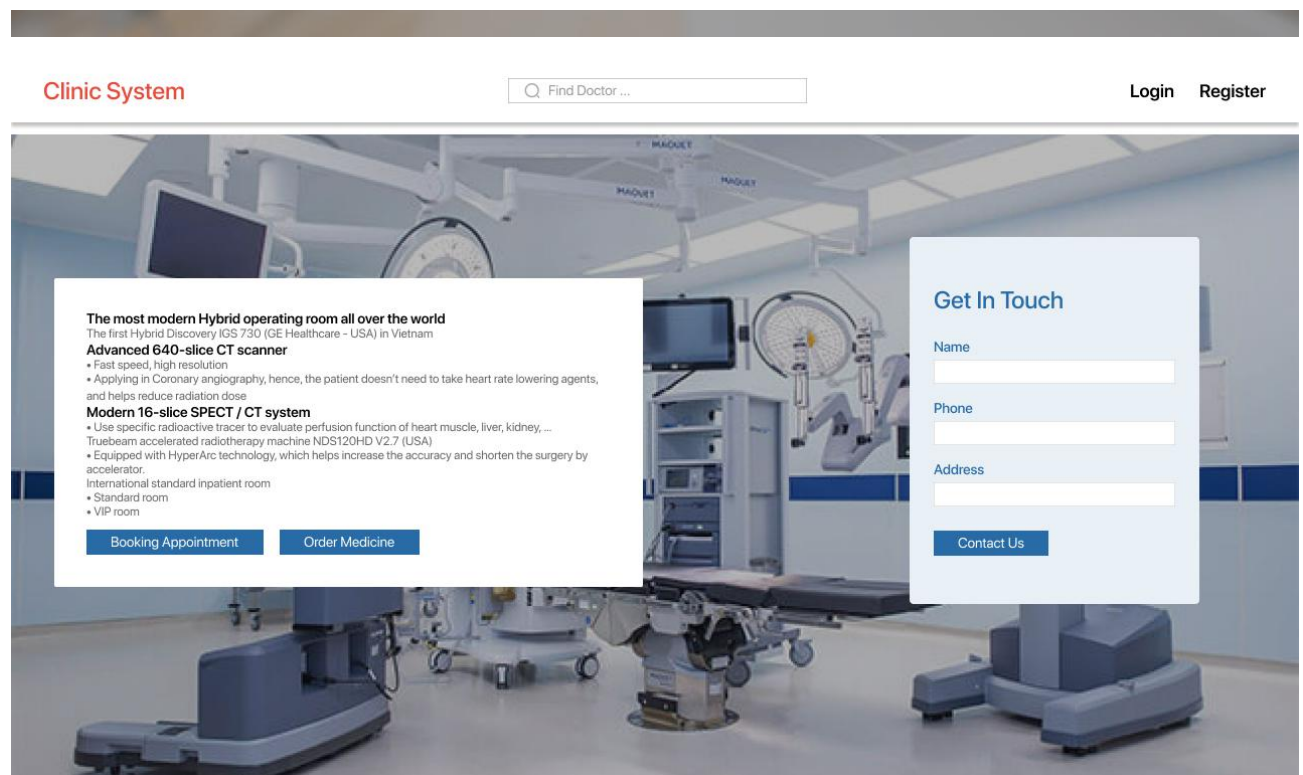 Clinic System
Find Doctor ...
Login Register
MAQUET
MAQUET
MAQUET
The most modern Hybrid operating room all over the world
The first Hybrid Discovery IGS 730 (GE Healthcare - USA) in Vietnam
Advanced 640-slice CT scanner
• Fast speed, high resolution
• Applying in Coronary angiography, hence, the patient doesn't need to take heart rate lowering agents,
and helps reduce radiation dose
Modern 16-slice SPECT / CT system
• Use specific radioactive tracer to evaluate perfusion function of heart muscle, liver, kidney, ...
Truebeam accelerated radiotherapy machine NDS120HD V2.7 (USA)
• Equipped with HyperArc technology, which helps increase the accuracy and shorten the surgery by
accelerator.
International standard inpatient room
• Standard room
• VIP room
Booking Appointment Order Medicine
Get In Touch
Name
Phone
Address
Contact Us
MAQUET